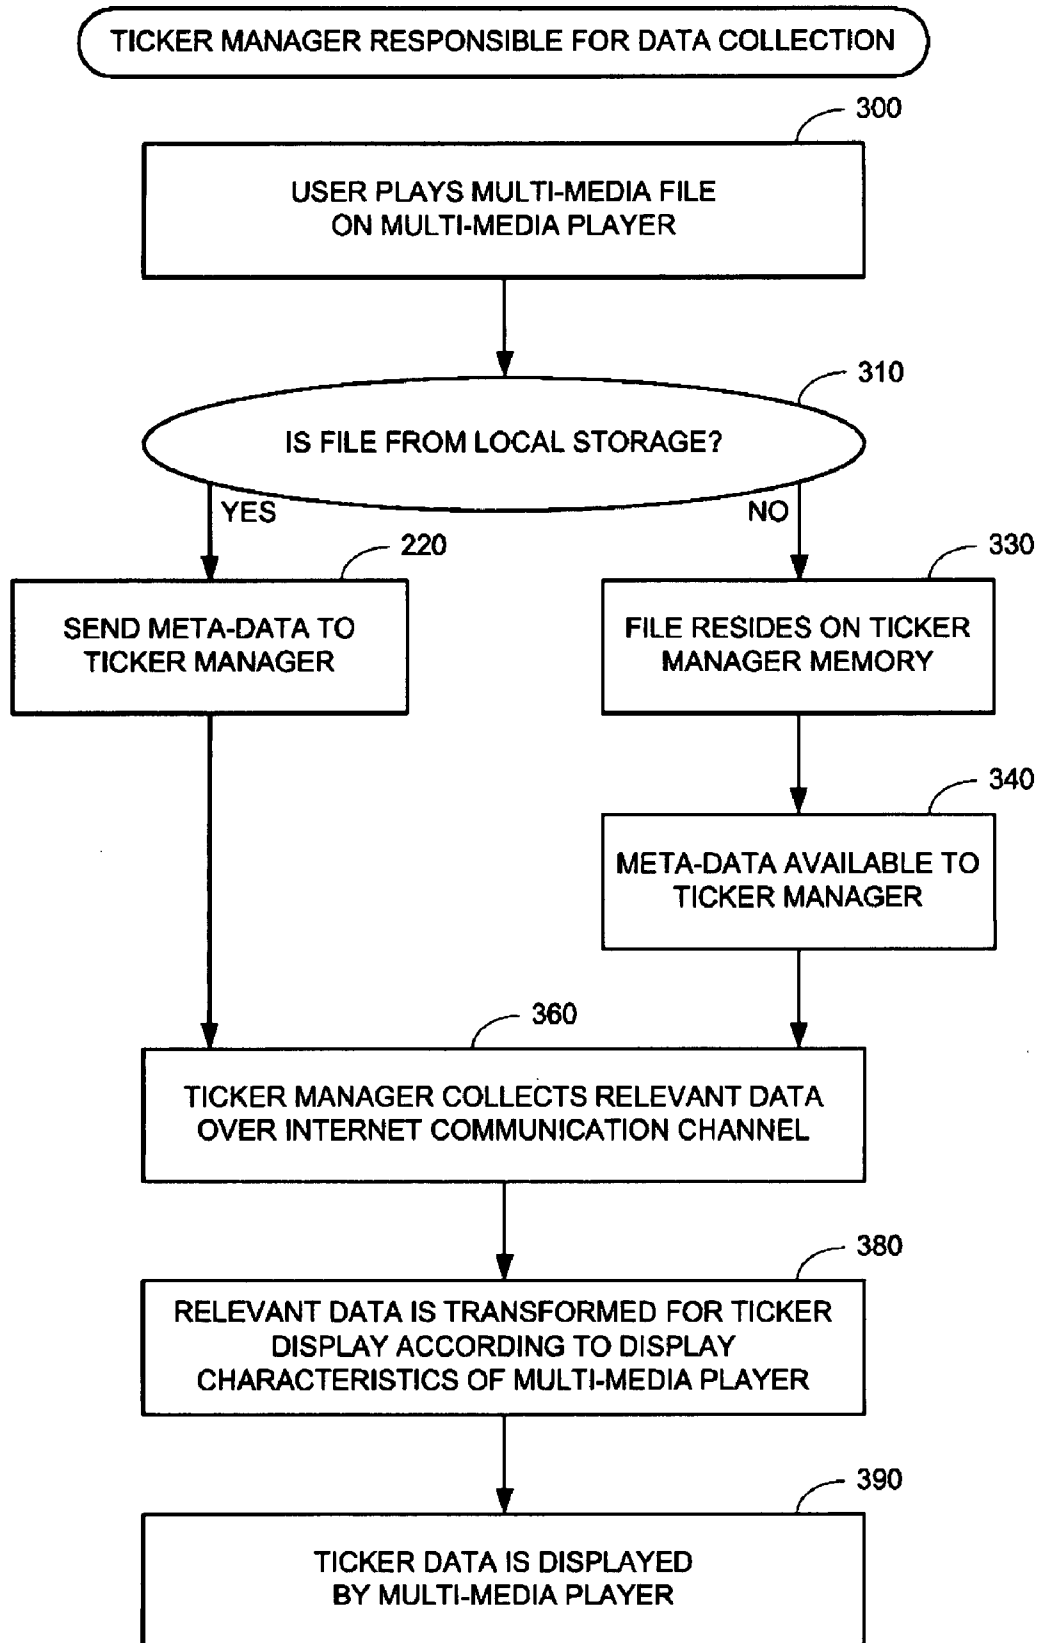 TICKER MANAGER RESPONSIBLE FOR DATA COLLECTION
300
USER PLAYS MULTI-MEDIA FILE
ON MULTI-MEDIA PLAYER
310
IS FILE FROM LOCAL STORAGE?
YES
NO
220
SEND META-DATA TO
TICKER MANAGER
330
FILE RESIDES ON TICKER
MANAGER MEMORY
340
META-DATA AVAILABLE TO
TICKER MANAGER
360
TICKER MANAGER COLLECTS RELEVANT DATA
OVER INTERNET COMMUNICATION CHANNEL
380
RELEVANT DATA IS TRANSFORMED FOR TICKER
DISPLAY ACCORDING TO DISPLAY
CHARACTERISTICS OF MULTI-MEDIA PLAYER
390
TICKER DATA IS DISPLAYED
BY MULTI-MEDIA PLAYER